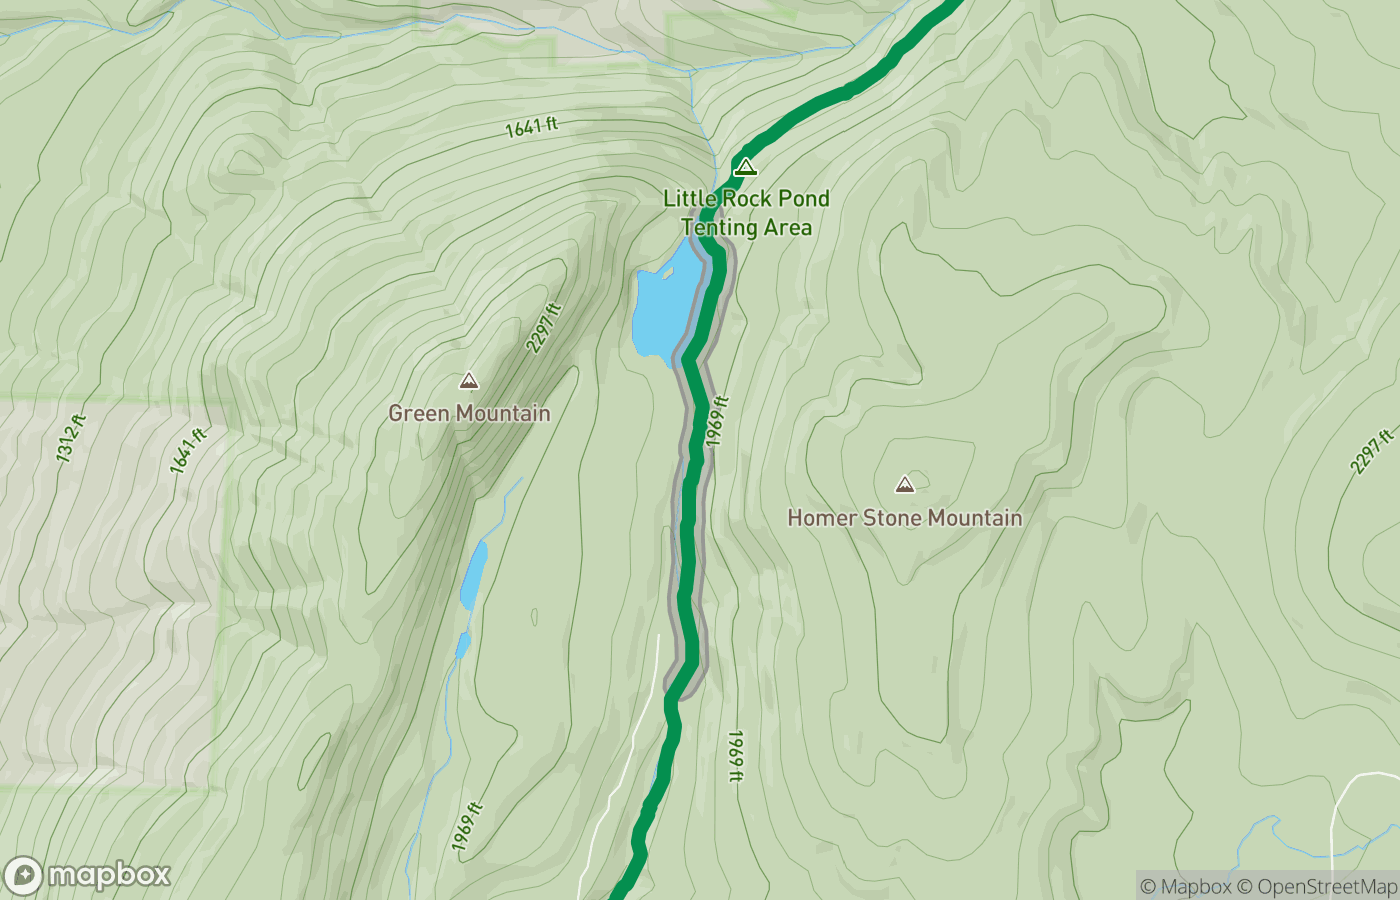 1641 ft
Little Rock Pond
Tenting Area
2297 ft
Green Mountain
1969 ft
1312 ft
1641 ft
2297 ft
Homer Stone Mountain
1969 ft
1969 ft
mapbox
© Mapbox © OpenStreetMap